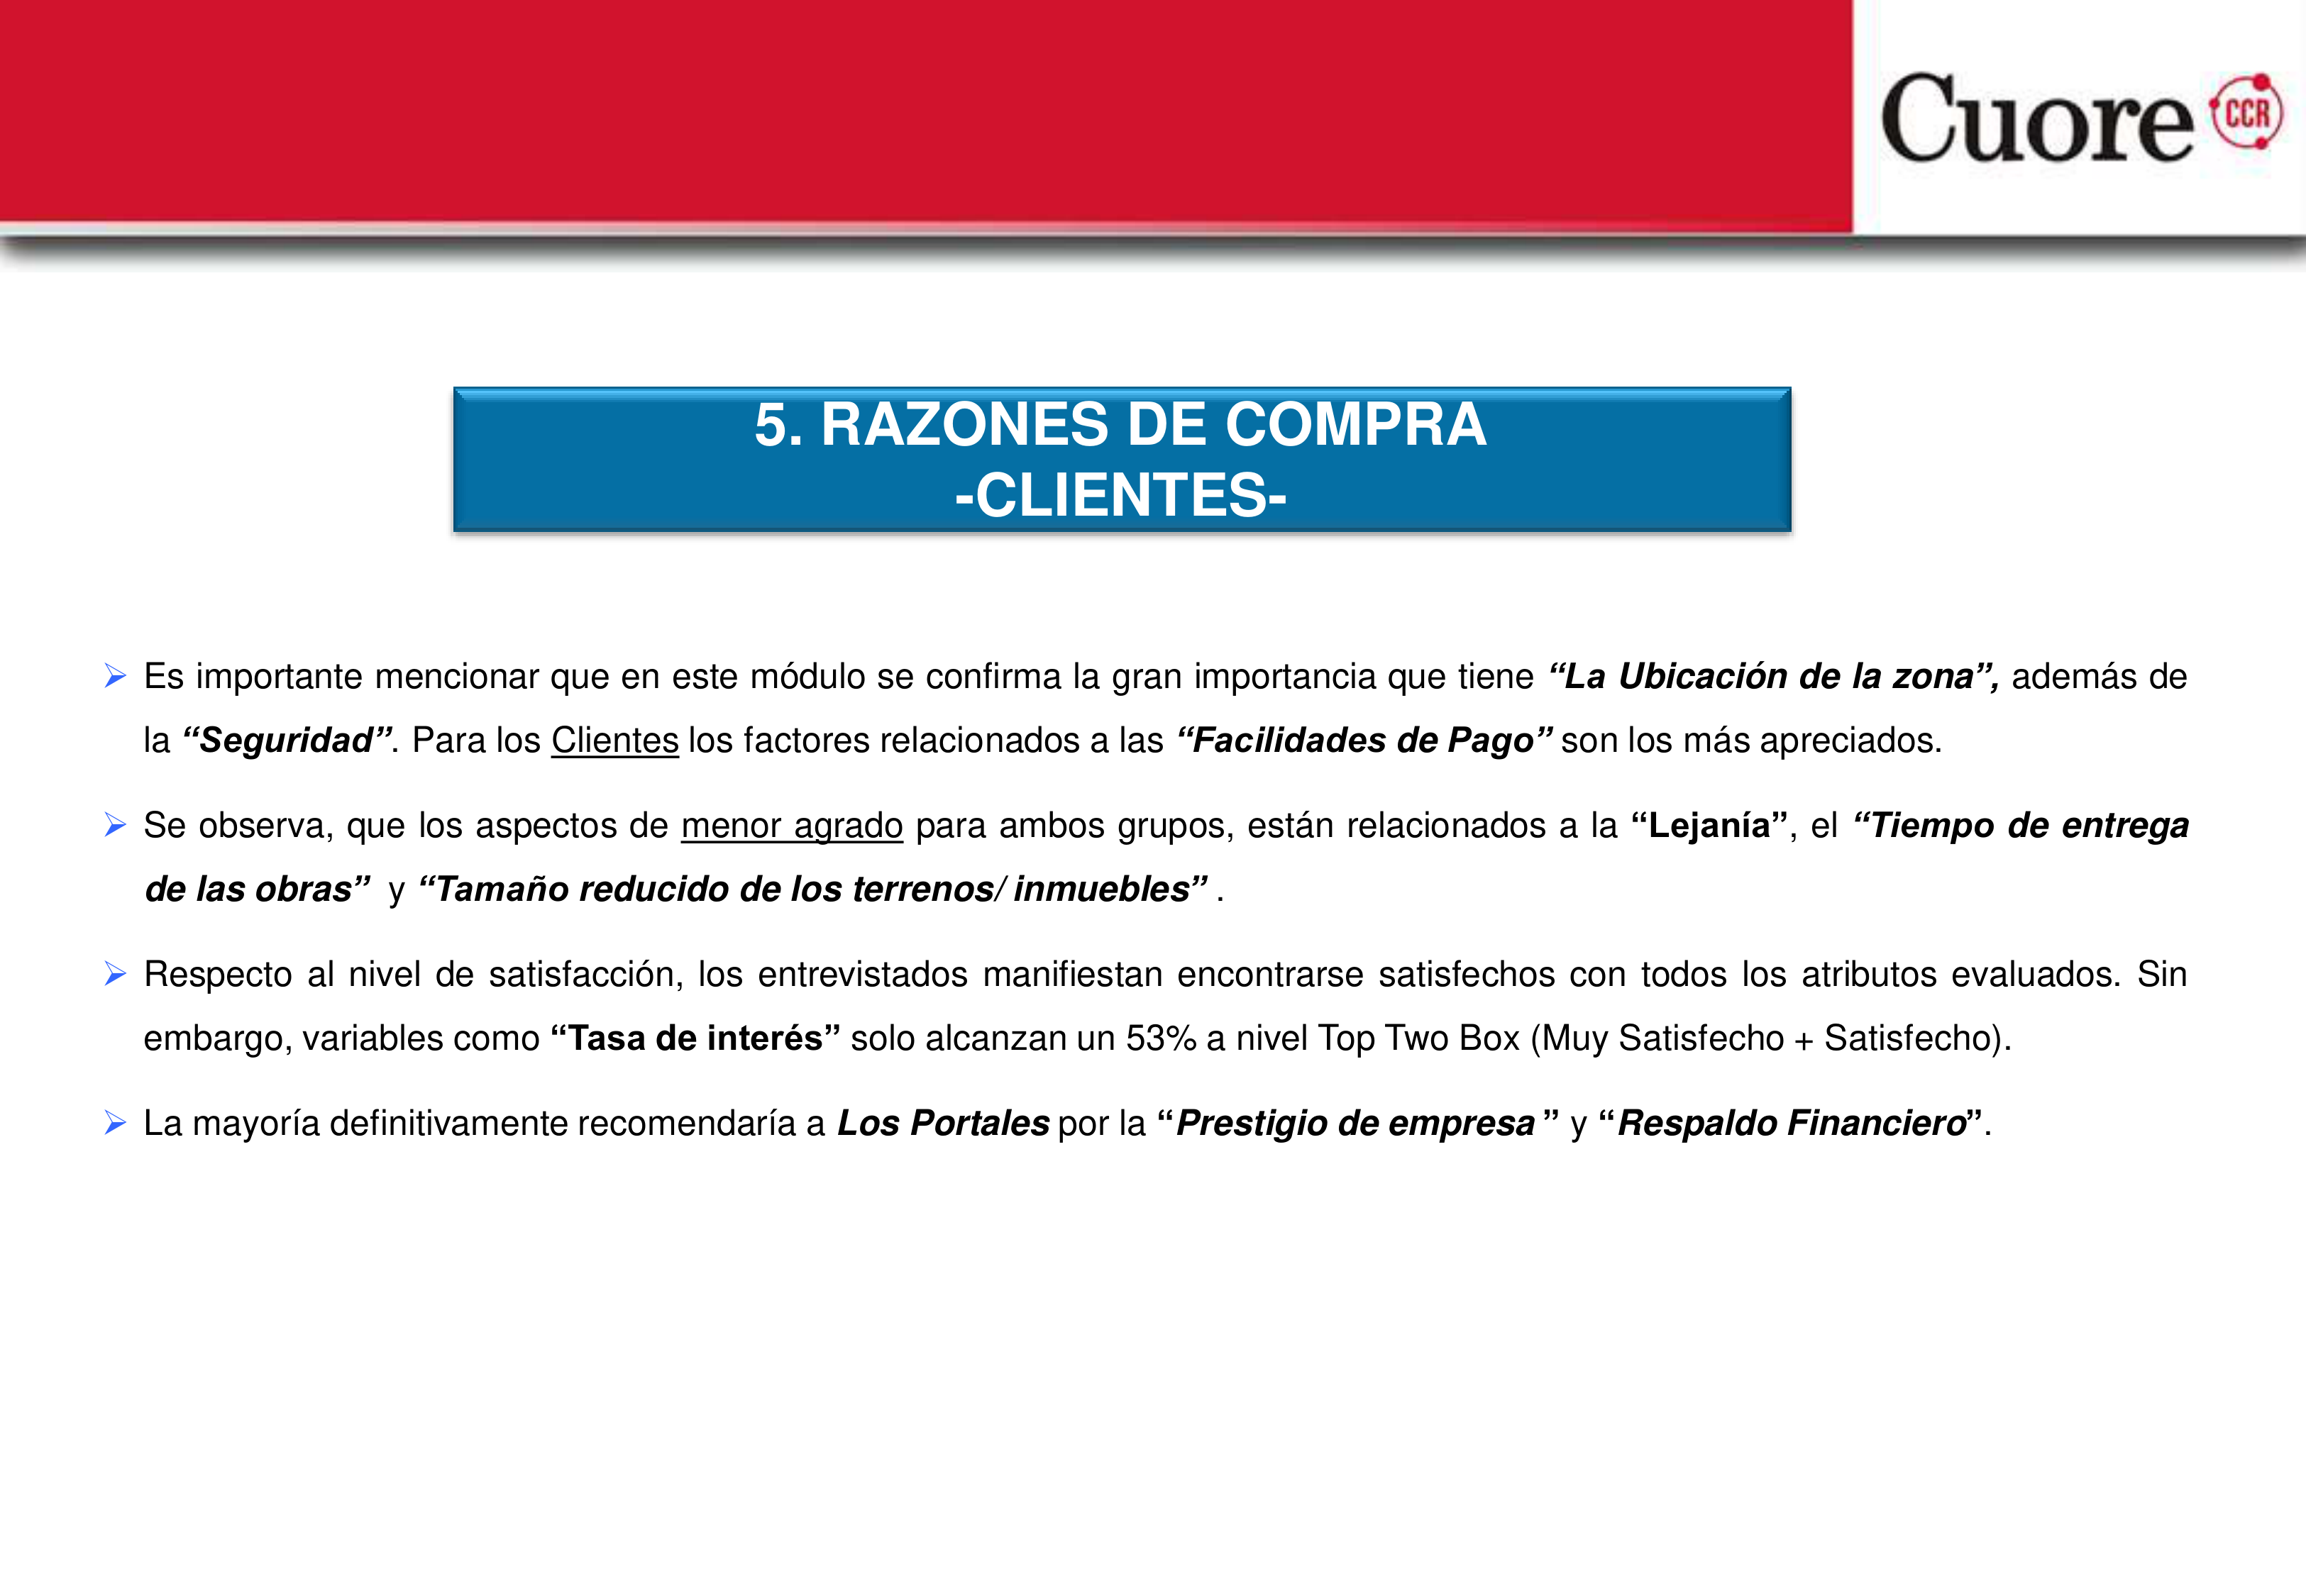 Cuore CCR
5. RAZONES DE COMPRA
-CLIENTES-
Es importante mencionar que en este módulo se confirma la gran importancia que tiene “La Ubicación de la zona”, además de
la “Seguridad”. Para los Clientes los factores relacionados a las “Facilidades de Pago” son los más apreciados.
Se observa, que los aspectos de menor agrado para ambos grupos, están relacionados a la “Lejanía”, el “Tiempo de entrega
de las obras” y “Tamaño reducido de los terrenos/ inmuebles” .
Respecto al nivel de satisfacción, los entrevistados manifiestan encontrarse satisfechos con todos los atributos evaluados. Sin
embargo, variables como “Tasa de interés” solo alcanzan un 53% a nivel Top Two Box (Muy Satisfecho + Satisfecho).
La mayoría definitivamente recomendaría a Los Portales por la “Prestigio de empresa ” y “Respaldo Financiero”.